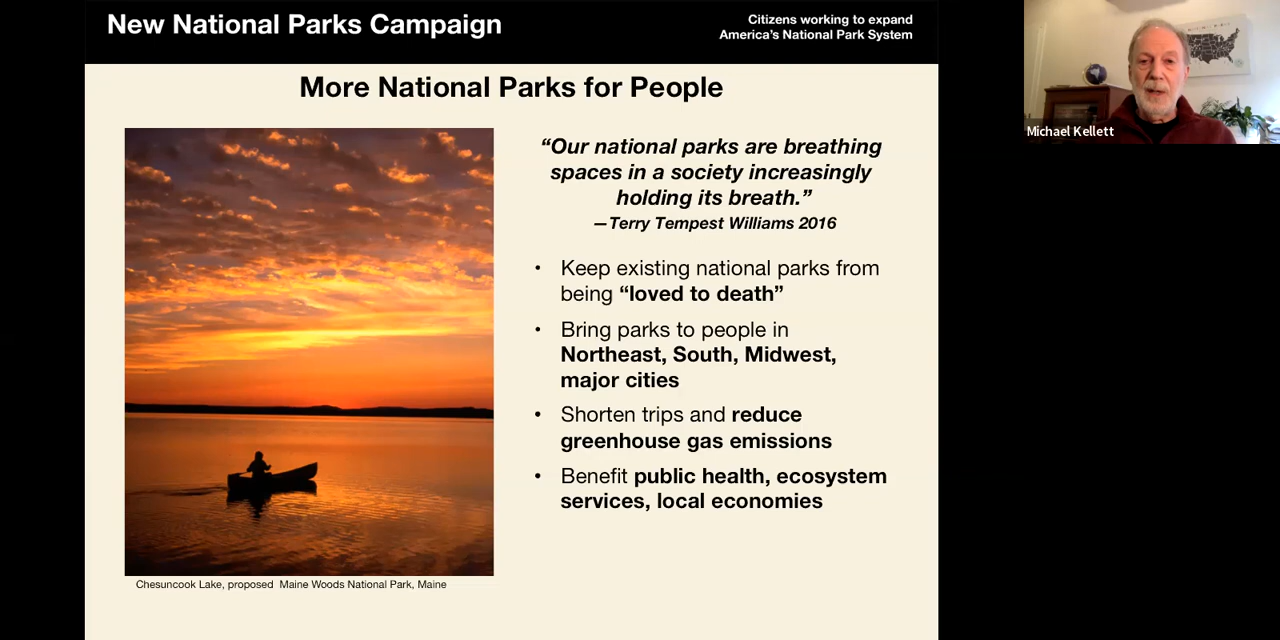 New National Parks Campaign
Citizens working to expand
America's National Park System
More National Parks for People
“Our national parks are breathing
spaces in a society increasingly
holding its breath.”
—Terry Tempest Williams 2016
• Keep existing national parks from
being “loved to death”
• Bring parks to people in
Northeast, South, Midwest,
major cities
• Shorten trips and reduce
greenhouse gas emissions
• Benefit public health, ecosystem
services, local economies
Chesuncook Lake, proposed Maine Woods National Park, Maine
Michael Kellett